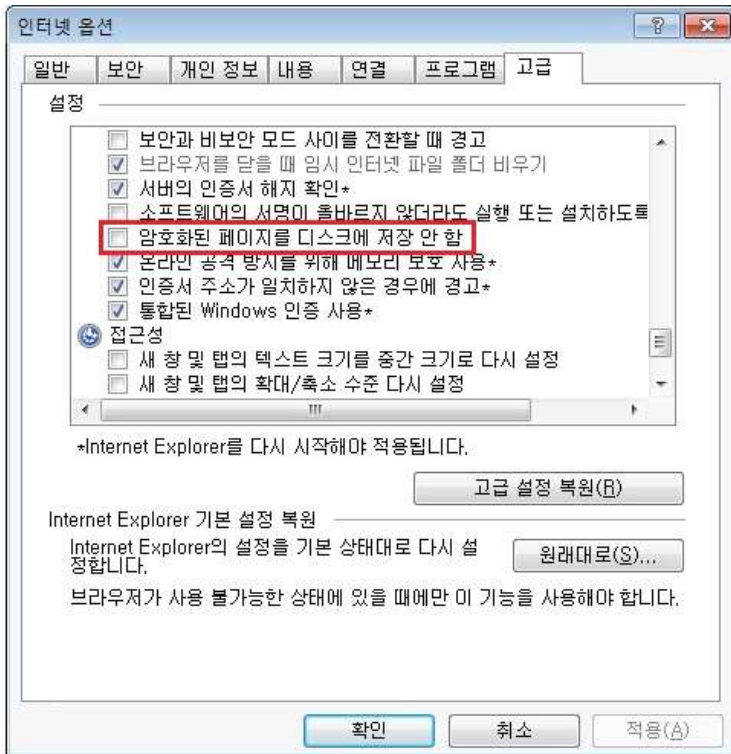 인터넷 옵션
일반 보안 개인 정보 내용 연결 프로그램 고급
설정
보안과 비보안 모드 사이를 전환할 때 경고
브라우저를 닫을 때 임시 인터넷 파일 폴더 비우기
서버의 인증서 해지 확인*
소프트웨어의 서명이 올바르지 않더라도 실행 또는 설치하도록
암호화된 페이지를 디스크에 저장 안 함
온라인 공격 방지를 위해 메모리 보호 사용*
인증서 주소가 일치하지 않은 경우에 경고*
통합된 Windows 인증 사용*
접근성
새 창 및 탭의 텍스트 크기를 중간 크기로 다시 설정
새 창 및 탭의 확대/축소 수준 다시 설정
*Internet Explorer를 다시 시작해야 적용됩니다.
고급 설정 복원(R)
Internet Explorer 기본 설정 복원
Internet Explorer의 설정을 기본 상태대로 다시 설
정합니다.
원래대로(S)...
브라우저가 사용 불가능한 상태에 있을 때에만 이 기능을 사용해야 합니다.
확인 취소 적용(A)